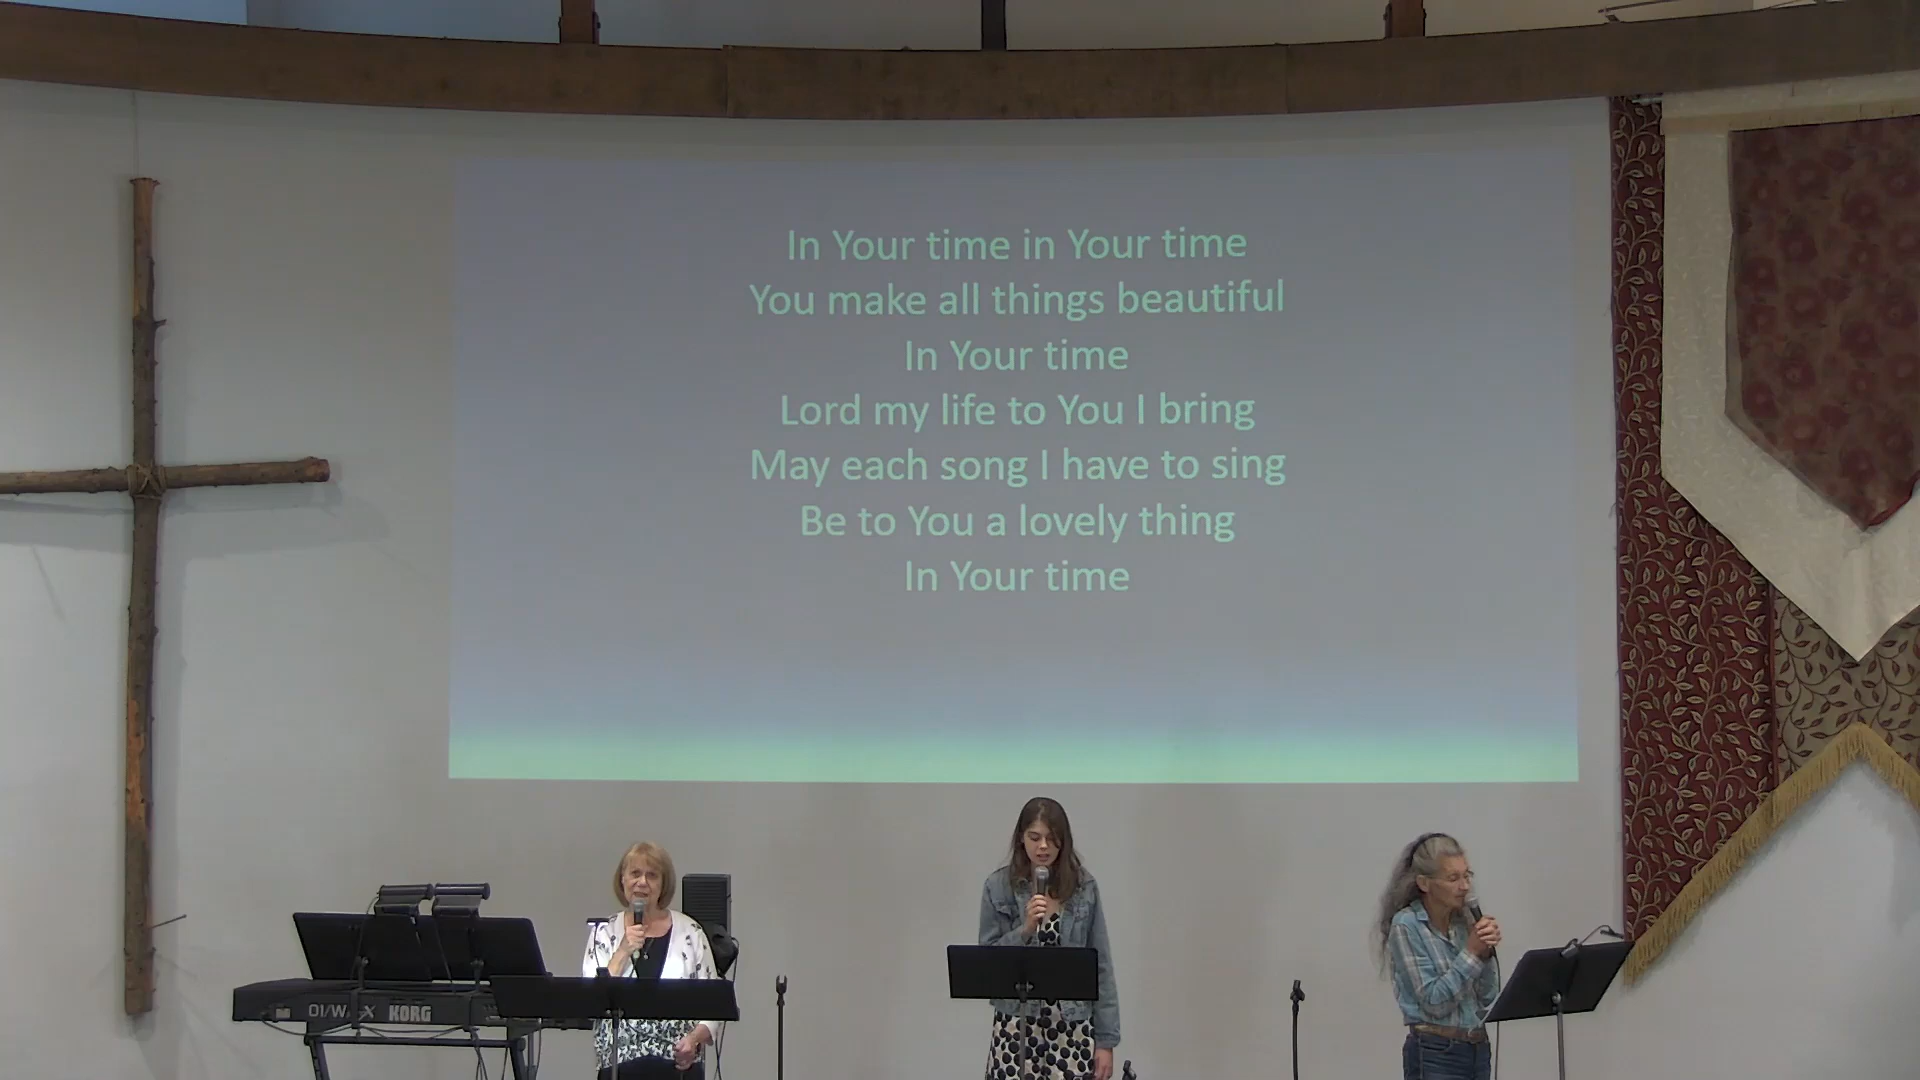 In Your time in Your time
You make all things beautiful
In Your time
Lord my life to You I bring
May each song I have to sing
Be to You a lovely thing
In Your time
KORG